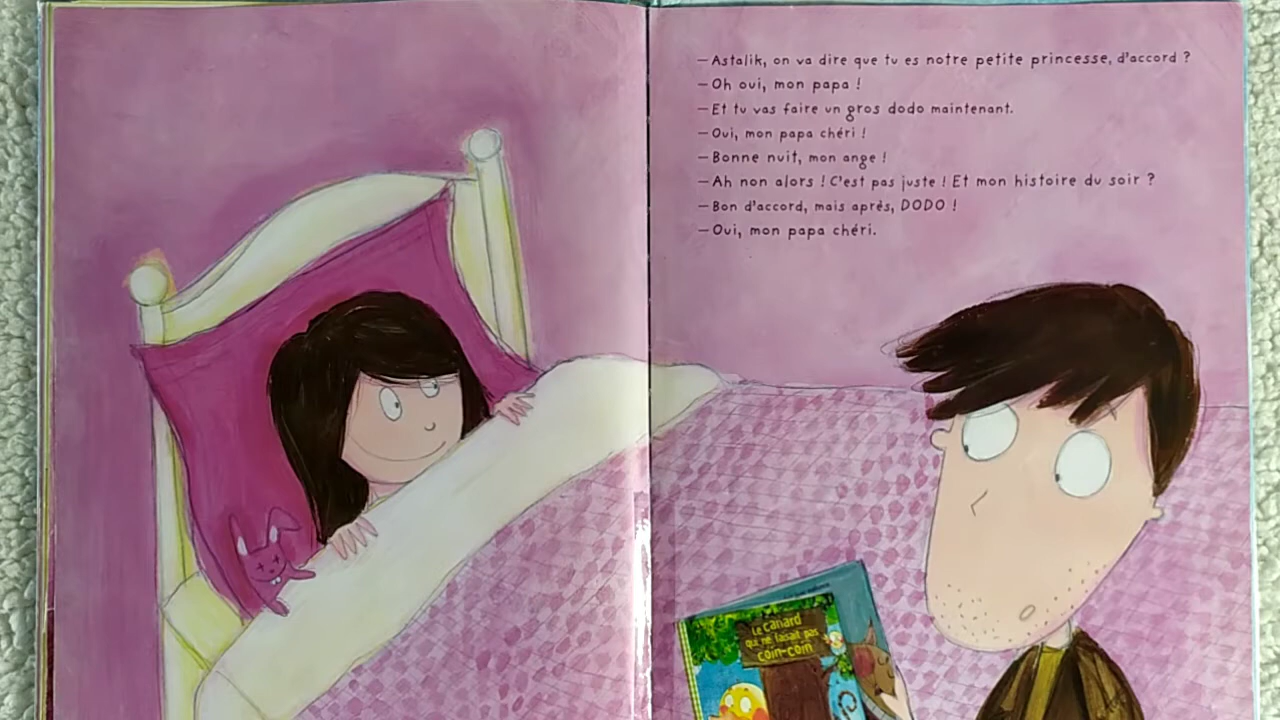 – Astalik, on va dire que tu es notre petite princesse, d'accord ?
– Oh oui, mon papa !
– Et tu vas faire un gros dodo maintenant.
– Oui, mon papa chéri !
– Bonne nuit, mon ange !
– Ah non alors ! C'est pas juste ! Et mon histoire du soir ?
– Bon d'accord, mais après, DODO !
– Oui, mon papa chéri.
Le canard
qui ne faisait pas
coin-coin